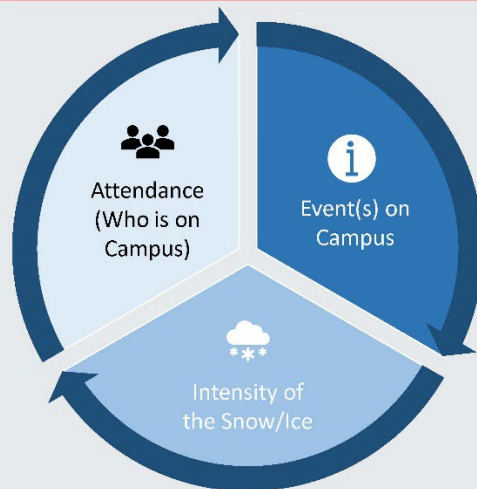 Attendance
(Who is on
Campus)
Event(s) on
Campus
Intensity of
the Snow/Ice